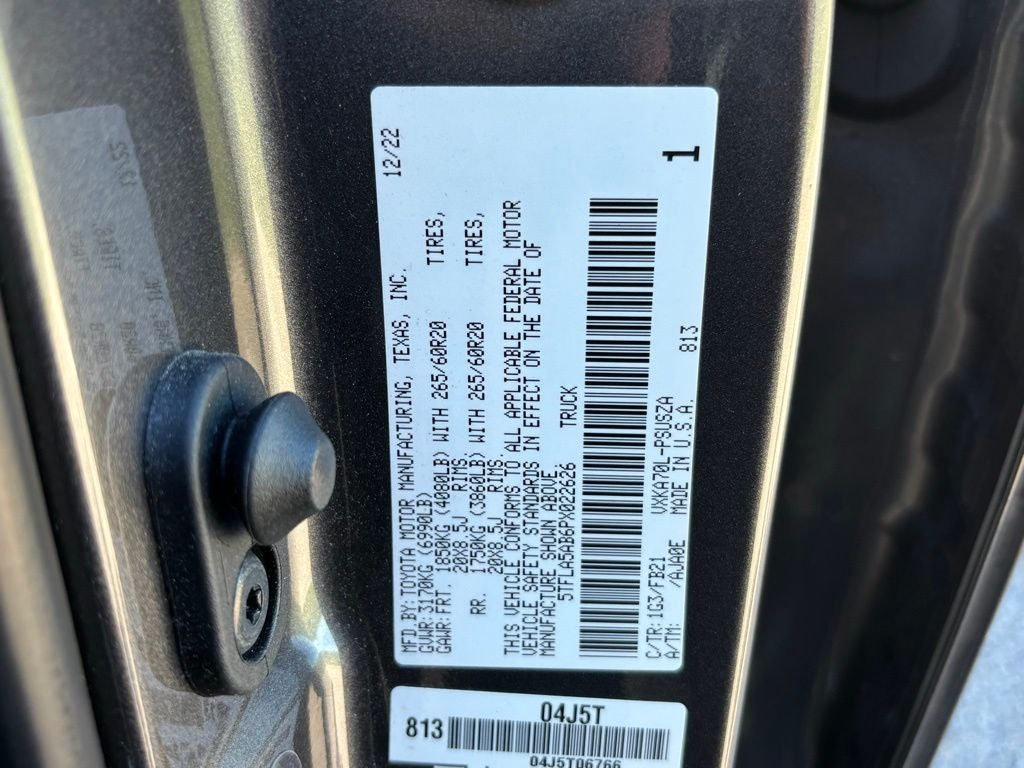 MFD.BY:TOYOTA MOTOR MANUFACTURING, TEXAS, INC. 12/22
GVWR:3170KG (6990LB)
GAWR:FRT. 1850KG (4080LB) WITH 265/60R20 TIRES,
20X8.5J RIMS
RR. 1750KG (3860LB) WITH 265/60R20 TIRES,
20X8.5J RIMS.
THIS VEHICLE CONFORMS TO ALL APPLICABLE FEDERAL MOTOR
VEHICLE SAFETY STANDARDS IN EFFECT ON THE DATE OF
MANUFACTURE SHOWN ABOVE.
5TFLA5AB6PX022626 TRUCK
C/TR:1G3/FB21 VXKA70L-PSUSZA 813
A/TM: /AWA0E MADE IN U.S.A. 1
04J5T
813
04J5T06766